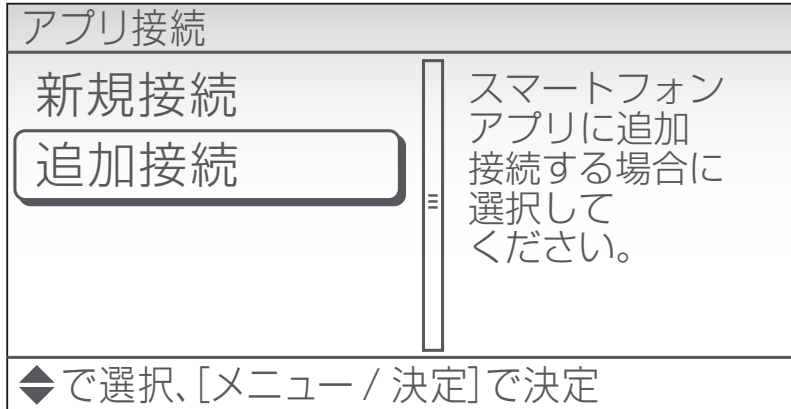 アプリ接続
新規接続
追加接続
スマートフォン
アプリに追加
接続する場合に
選択して
ください。
◆で選択、[メニュー / 決定]で決定